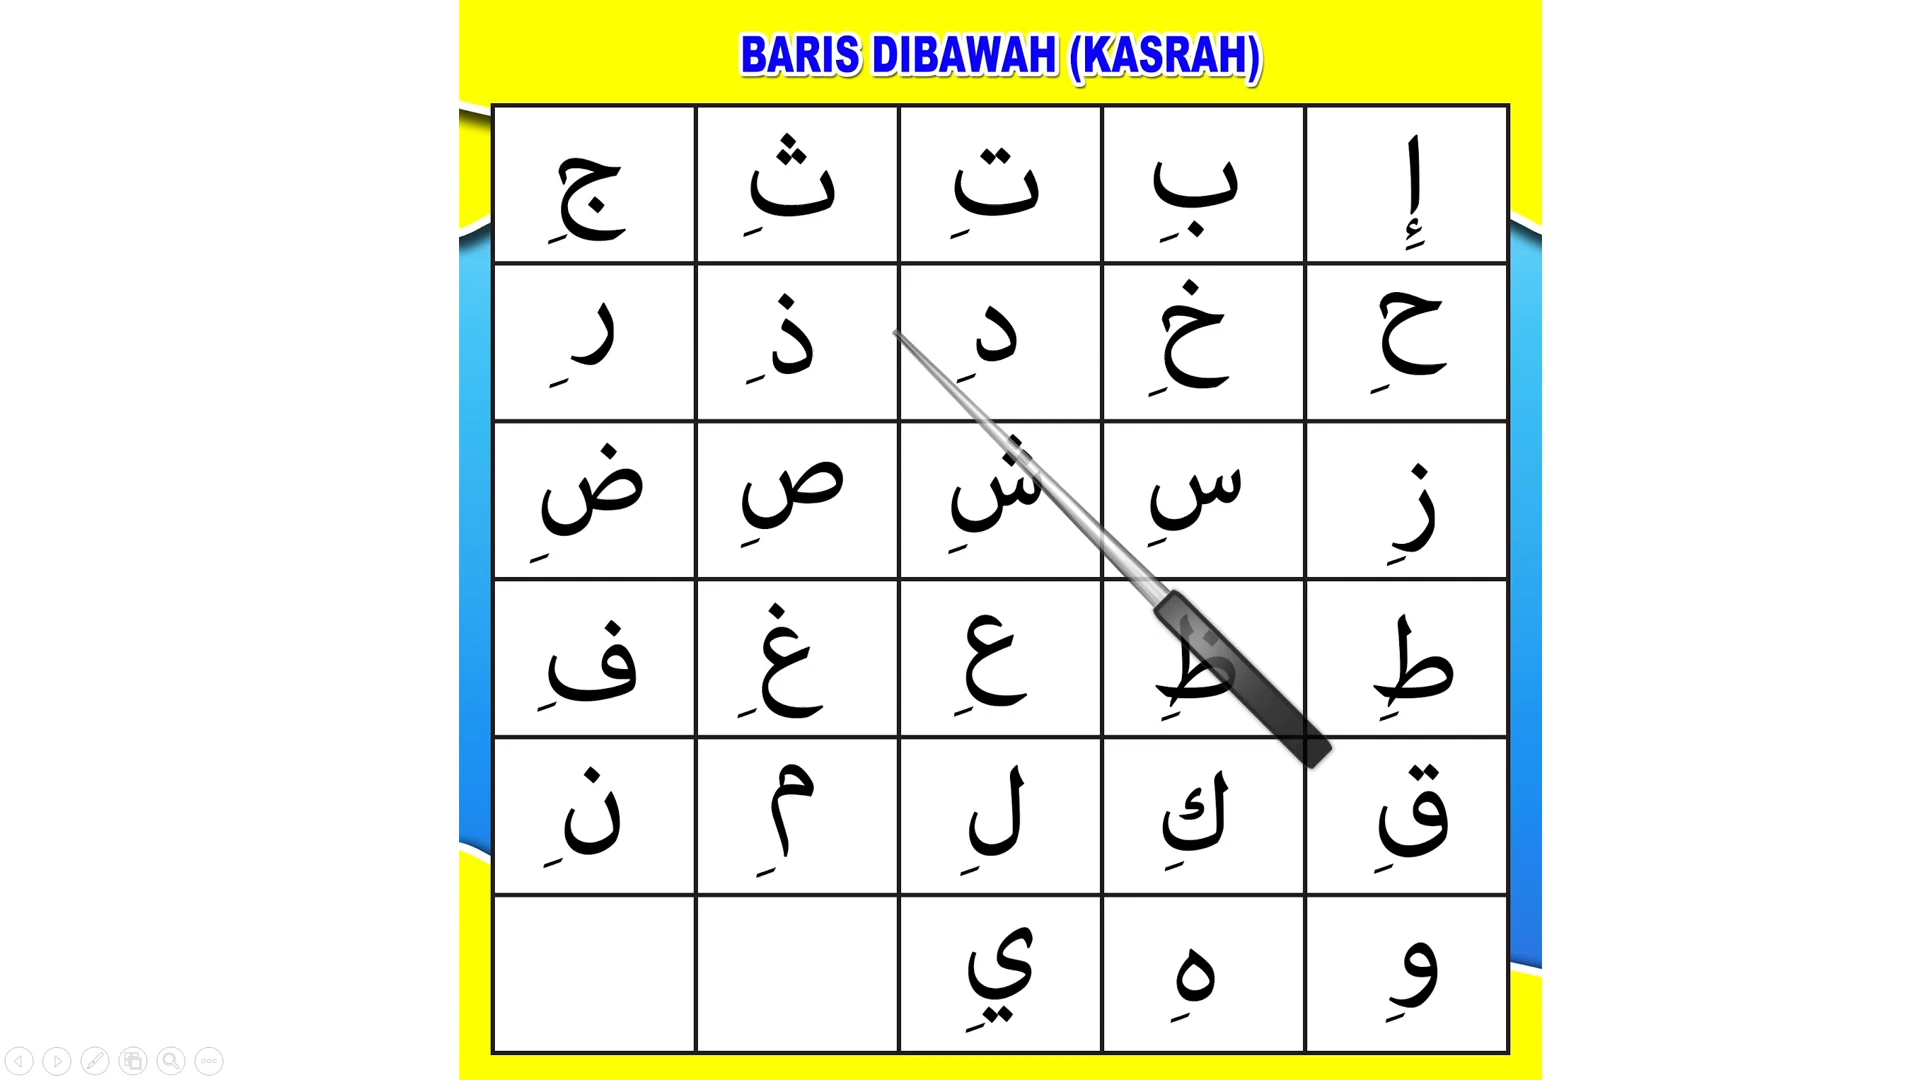 BARIS DIBAWAH (KASRAH)
إِ بِ تِ ثِ جِ
حِ خِ دِ ذِ رِ
زِ سِ شِ صِ ضِ
طِ ظِ عِ غِ فِ
قِ كِ لِ مِ نِ
وِ هِ يِ